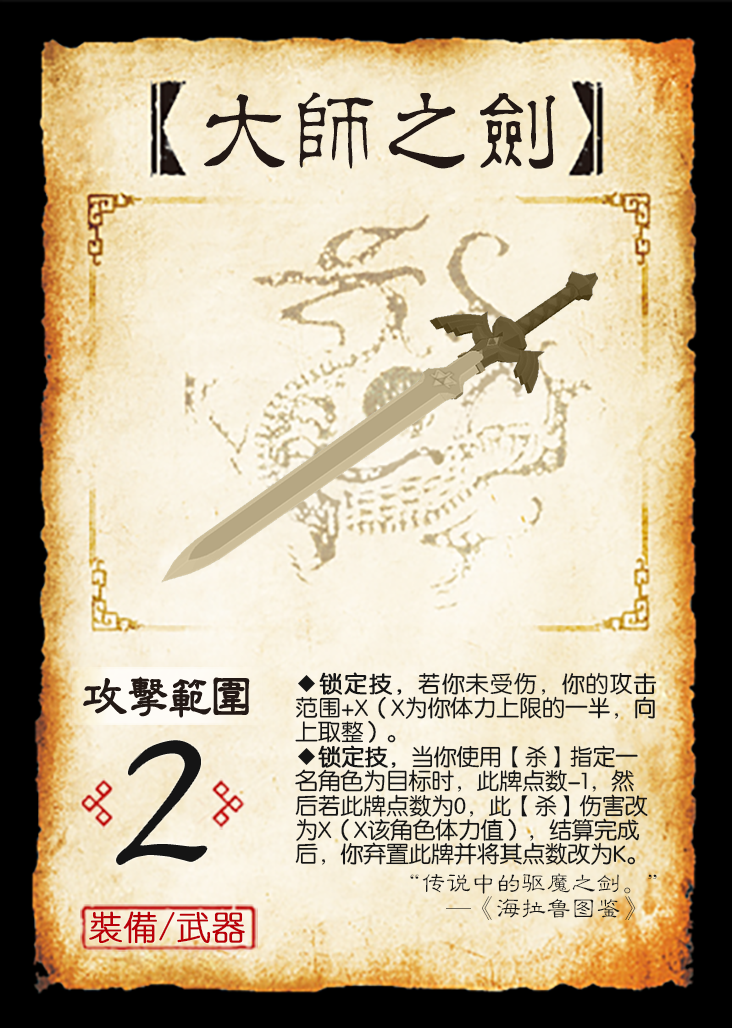 【大師之劍】
攻擊範圍
2
裝備/武器
◆锁定技，若你未受伤，你的攻击
范围+X（X为你体力上限的一半，向
上取整）。
◆锁定技，当你使用【杀】指定一
名角色为目标时，此牌点数-1，然
后若此牌点数为0，此【杀】伤害改
为X（X该角色体力值），结算完成
后，你弃置此牌并将其点数改为K。
“传说中的驱魔之剑。”
—《海拉鲁图鉴》